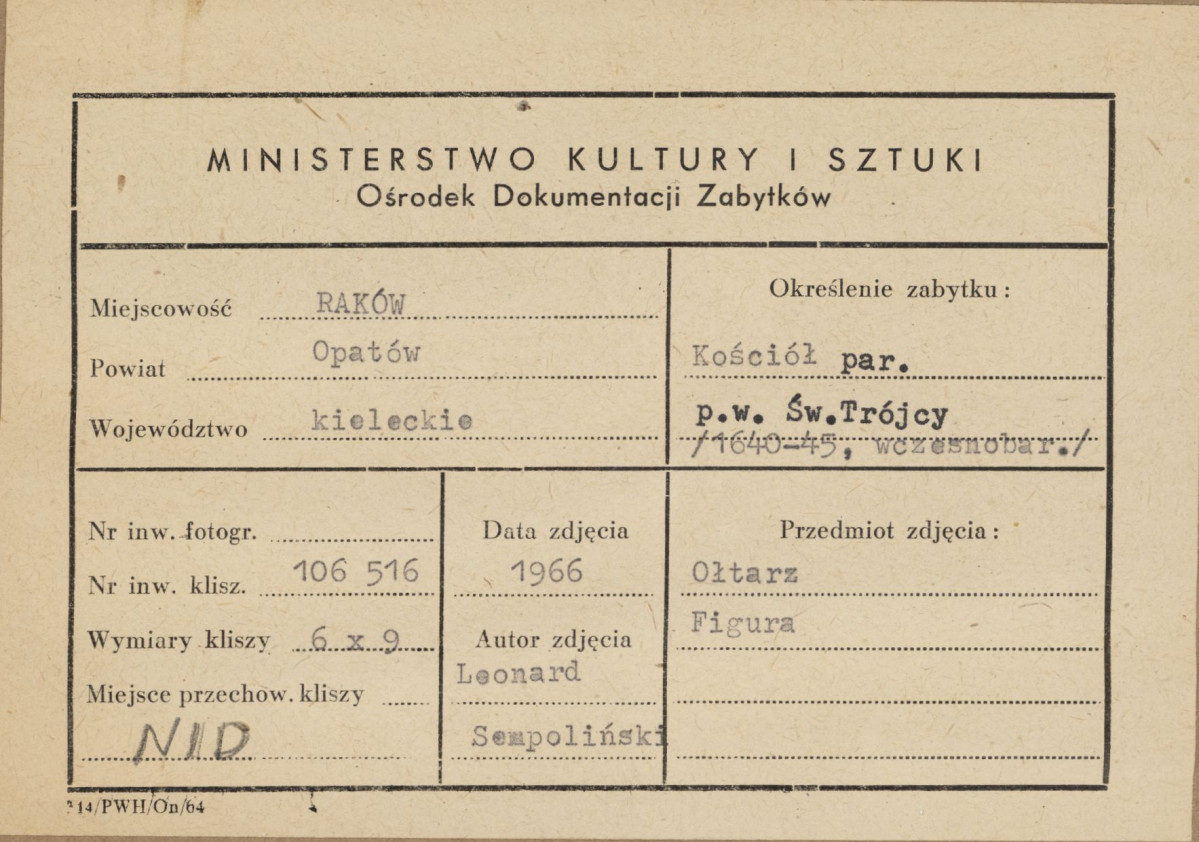 MINISTERSTWO KULTURY I SZTUKI
Ośrodek Dokumentacji Zabytków
Miejscowość RAKÓW
Powiat Opatów
Województwo kieleckie
Określenie zabytku:
Kościół par.
p.w. Św.Trójcy
/1640-45, wczesnobar./
Nr inw. fotogr.
Nr inw. klisz. 106 516
Wymiary kliszy 6 x 9
Miejsce przechow. kliszy
NID
Data zdjęcia
1966
Autor zdjęcia
Leonard
Sempoliński
Przedmiot zdjęcia:
Ołtarz
Figura
14/PWH/On/64